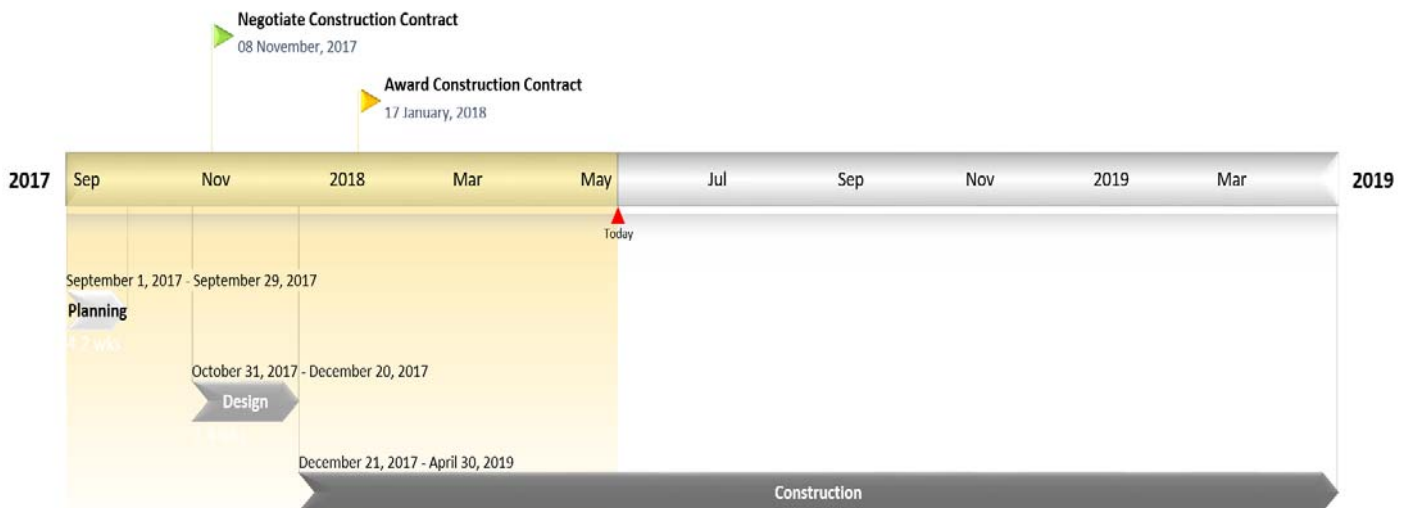 Negotiate Construction Contract
08 November, 2017
Award Construction Contract
17 January, 2018
2017 Sep Nov 2018 Mar May Jul Sep Nov 2019 Mar 2019
Today
September 1, 2017 - September 29, 2017
Planning
October 31, 2017 - December 20, 2017
Design
December 21, 2017 - April 30, 2019
Construction